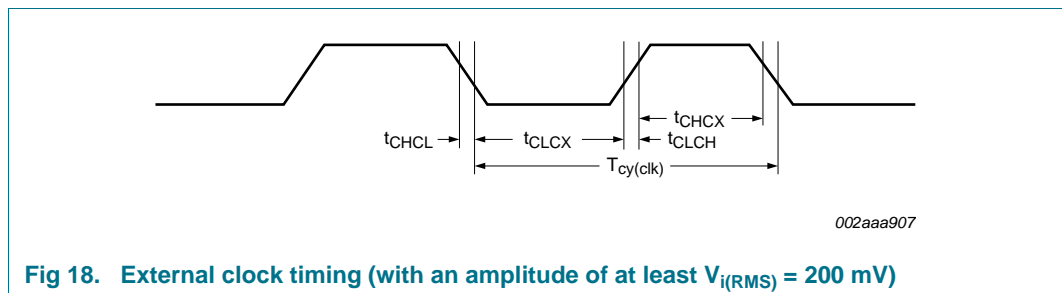 tCHCX
tCHCL tCLCX tCLCH
Tcy(clk)
002aaa907
Fig 18. External clock timing (with an amplitude of at least Vi(RMS) = 200 mV)